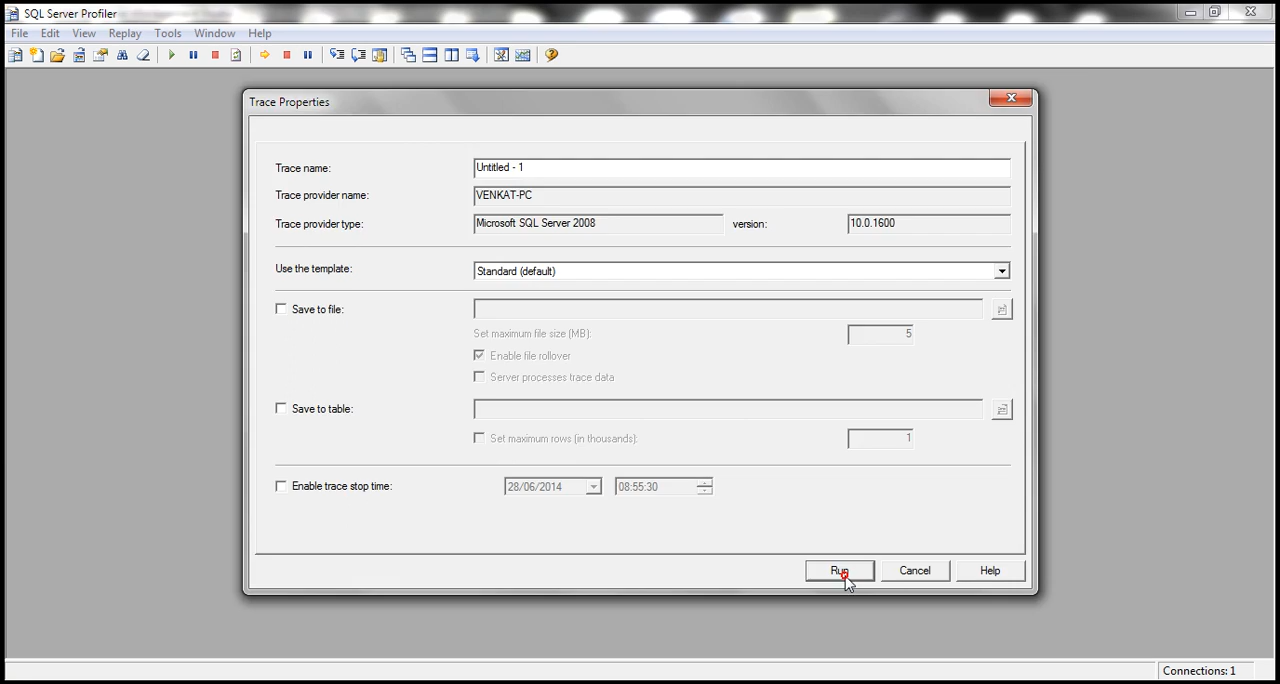 SQL Server Profiler
File Edit View Replay Tools Window Help
Trace Properties
Trace name: Untitled - 1
Trace provider name: VENKAT-PC
Trace provider type: Microsoft SQL Server 2008 version: 10.0.1600
Use the template: Standard (default)
Save to file:
Set maximum file size (MB): 5
Enable file rollover
Server processes trace data
Save to table:
Set maximum rows (in thousands): 1
Enable trace stop time: 28/06/2014 08:55:30
Run Cancel Help
Connections: 1